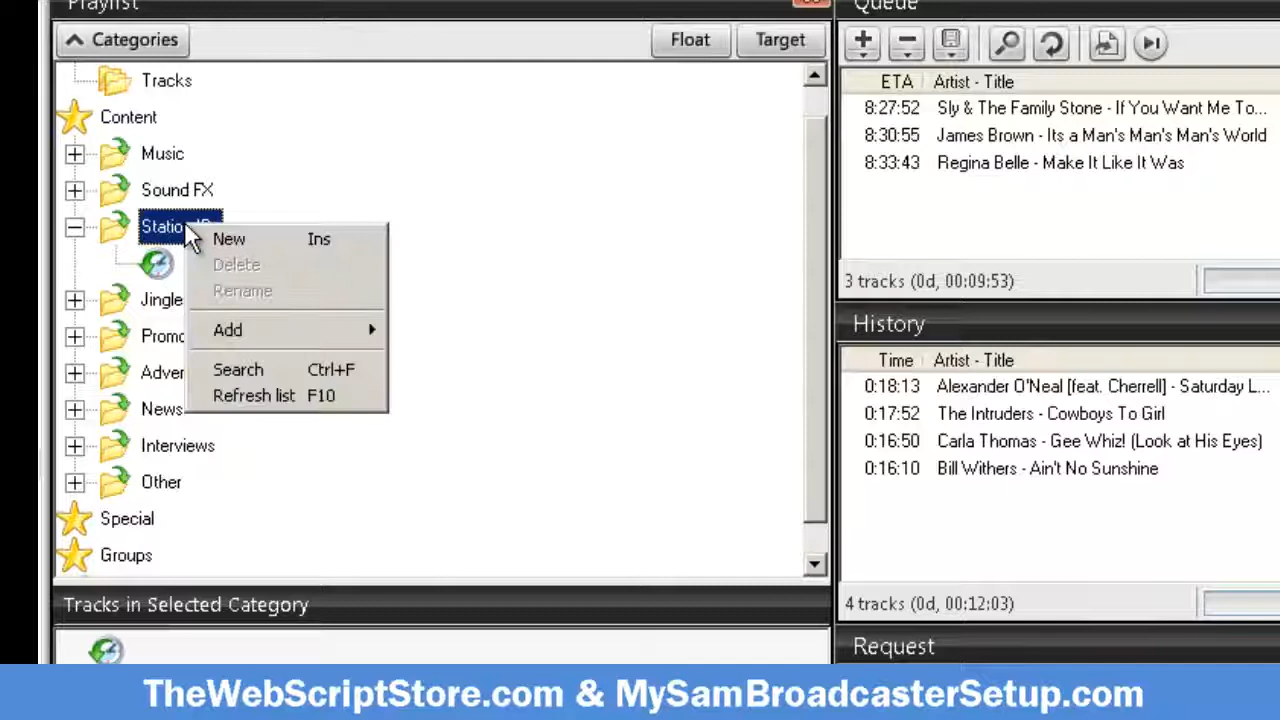 Playlist
Categories
Float
Target
Tracks
Content
Music
Sound FX
Statio
New Ins
Delete
Rename
Add
Search Ctrl+F
Refresh list F10
Jingle
Promo
Adver
News
Interviews
Other
Special
Groups
Tracks in Selected Category
Queue
ETA Artist - Title
8:27:52 Sly & The Family Stone - If You Want Me To...
8:30:55 James Brown - Its a Man's Man's Man's World
8:33:43 Regina Belle - Make It Like It Was
3 tracks (0d, 00:09:53)
History
Time Artist - Title
0:18:13 Alexander O'Neal [feat. Cherrell] - Saturday L...
0:17:52 The Intruders - Cowboys To Girl
0:16:50 Carla Thomas - Gee Whiz! (Look at His Eyes)
0:16:10 Bill Withers - Ain't No Sunshine
4 tracks (0d, 00:12:03)
Request
TheWebScriptStore.com & MySamBroadcasterSetup.com